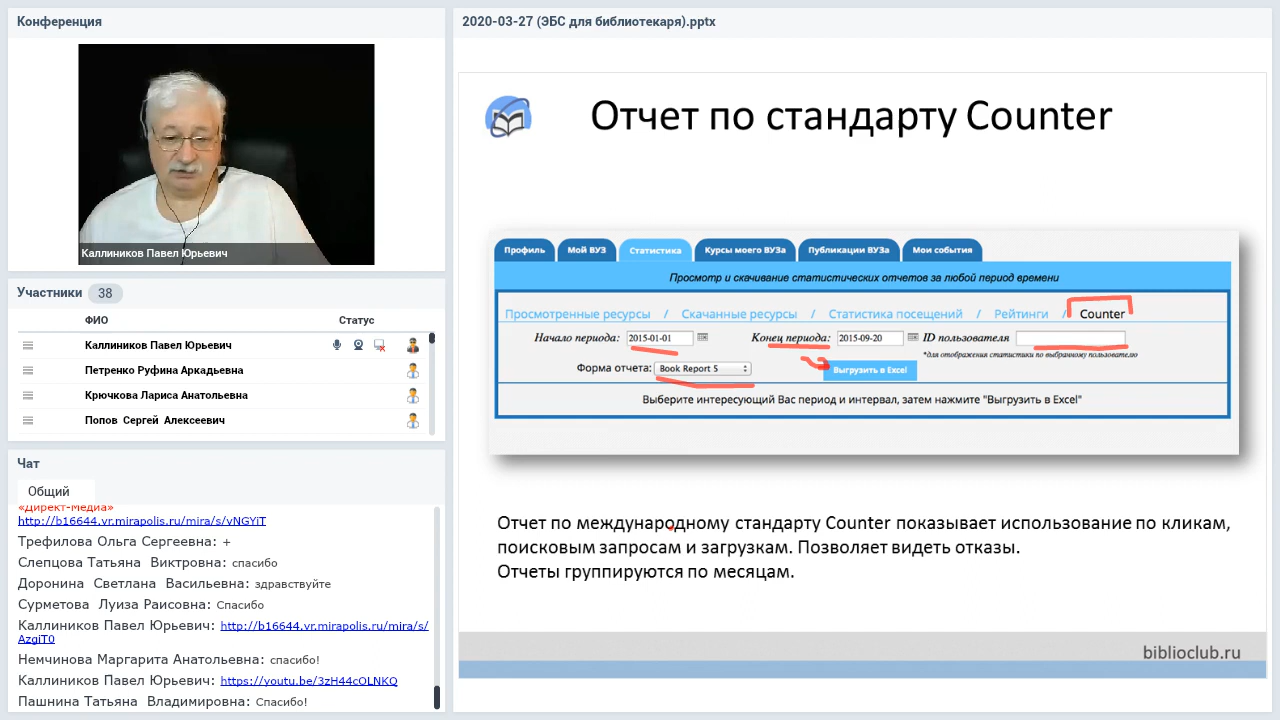 Конференция
Каллиников Павел Юрьевич
Участники 38
ФИО Статус
Каллиников Павел Юрьевич
Петренко Руфина Аркадьевна
Крючкова Лариса Анатольевна
Попов Сергей Алексеевич
Чат
Общий
«Директ-Медиа»
http://b16644.vr.mirapolis.ru/mira/s/vNGYiT
Трефилова Ольга Сергеевна: +
Слепцова Татьяна Виктровна: спасибо
Доронина Светлана Васильевна: здравствуйте
Сурметова Луиза Раисовна: Спасибо
Каллиников Павел Юрьевич: http://b16644.vr.mirapolis.ru/mira/s/
AzgiT0
Немчинова Маргарита Анатольевна: спасибо!
Каллиников Павел Юрьевич: https://youtu.be/3zH44cOLNKQ
Пашнина Татьяна Владимировна: Спасибо!
2020-03-27 (ЭБС для библиотекаря).pptx
Отчет по стандарту Counter
Профиль Мой ВУЗ Статистика Курсы моего ВУЗа Публикации ВУЗа Мои события
Просмотр и скачивание статистических отчетов за любой период времени
Просмотренные ресурсы / Скачанные ресурсы / Статистика посещений / Рейтинги / Counter
Начало периода: 2015-01-01 Конец периода: 2015-09-20 ID пользователя
*для отображения статистики по выбранному пользователю
Форма отчета: Book Report 5 Выгрузить в Excel
Выберите интересующий Вас период и интервал, затем нажмите "Выгрузить в Excel"
Отчет по международному стандарту Counter показывает использование по кликам,
поисковым запросам и загрузкам. Позволяет видеть отказы.
Отчеты группируются по месяцам.
biblioclub.ru